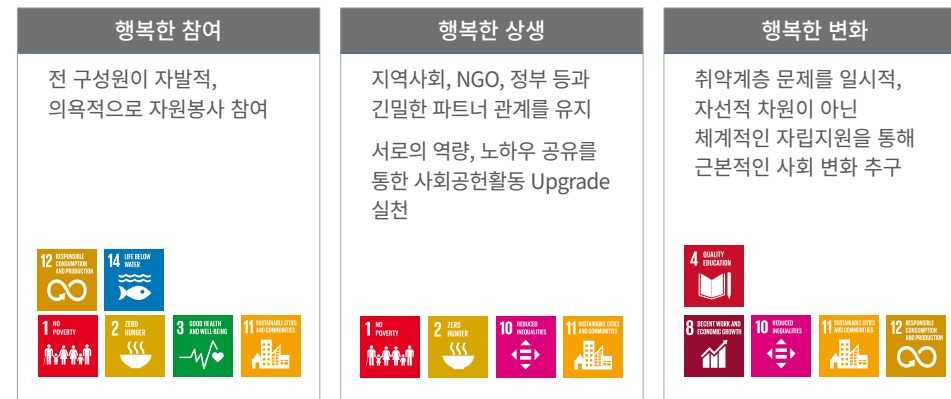 행복한 참여
전 구성원이 자발적,
의욕적으로 자원봉사 참여
12 RESPONSIBLE
CONSUMPTION
AND PRODUCTION
14 LIFE BELOW
WATER
1 NO
POVERTY
2 ZERO
HUNGER
3 GOOD HEALTH
AND WELL-BEING
11 SUSTAINABLE CITIES
AND COMMUNITIES
행복한 상생
지역사회, NGO, 정부 등과
긴밀한 파트너 관계를 유지
서로의 역량, 노하우 공유를
통한 사회공헌활동 Upgrade
실천
1 NO
POVERTY
2 ZERO
HUNGER
10 REDUCED
INEQUALITIES
11 SUSTAINABLE CITIES
AND COMMUNITIES
행복한 변화
취약계층 문제를 일시적,
자선적 차원이 아닌
체계적인 자립지원을 통해
근본적인 사회 변화 추구
4 QUALITY
EDUCATION
8 DECENT WORK AND
ECONOMIC GROWTH
10 REDUCED
INEQUALITIES
11 SUSTAINABLE CITIES
AND COMMUNITIES
12 RESPONSIBLE
CONSUMPTION
AND PRODUCTION